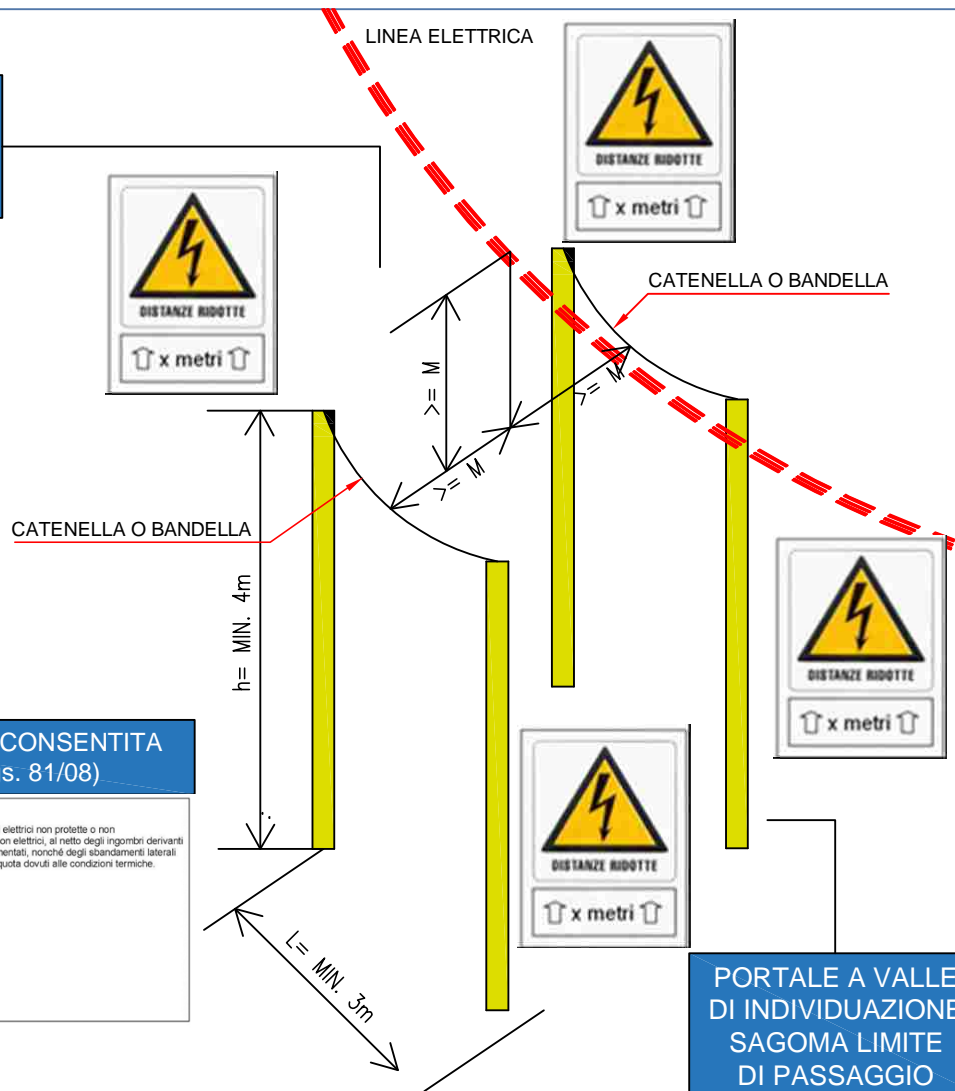 LINEA ELETTRICA
DISTANZE RIDOTTE
⇧ x metri ⇧
DISTANZE RIDOTTE
⇧ x metri ⇧
CATENELLA O BANDELLA
>= M
>= M
>= M
CATENELLA O BANDELLA
h= MIN. 4m
DISTANZE RIDOTTE
⇧ x metri ⇧
CONSENTITA
s. 81/08)
elettrici non protette o non
on elettrici, al netto degli ingombri derivanti
mentati, nonché degli sbandamenti laterali
quota dovuti alle condizioni termiche.
DISTANZE RIDOTTE
⇧ x metri ⇧
L= MIN. 3m
PORTALE A VALLE
DI INDIVIDUAZIONE
SAGOMA LIMITE
DI PASSAGGIO